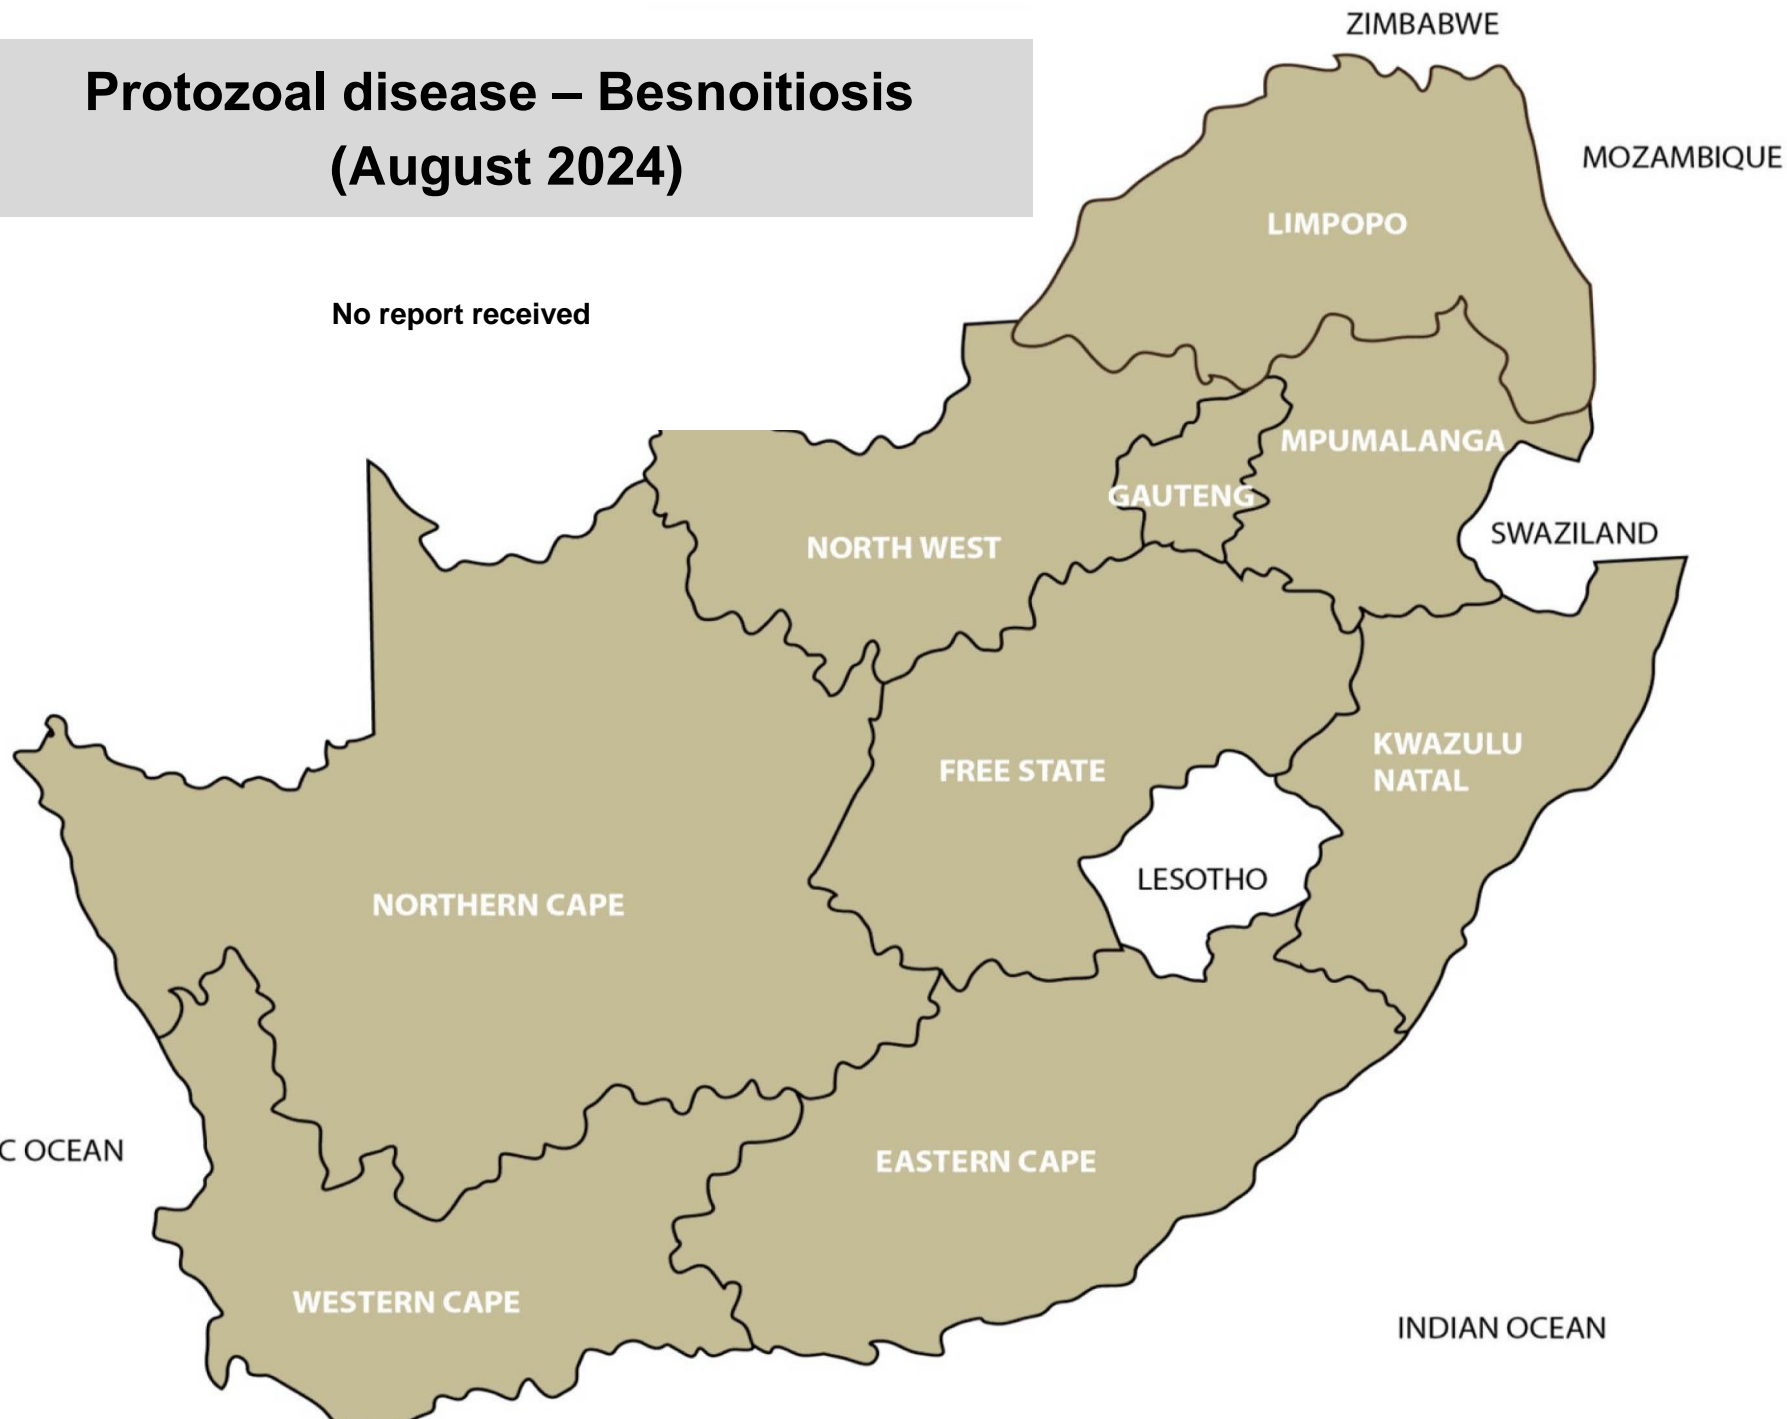 ZIMBABWE
Protozoal disease – Besnoitiosis
(August 2024)
MOZAMBIQUE
LIMPOPO
No report received
MPUMALANGA
GAUTENG
SWAZILAND
NORTH WEST
KWAZULU
NATAL
FREE STATE
LESOTHO
NORTHERN CAPE
C OCEAN
EASTERN CAPE
WESTERN CAPE
INDIAN OCEAN